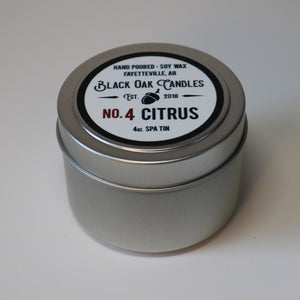 HAND POURED - SOY WAX
FAYETTEVILLE, AR
BLACK OAK CANDLES
EST. 2018
NO. 4 CITRUS
4oz. SPA TIN